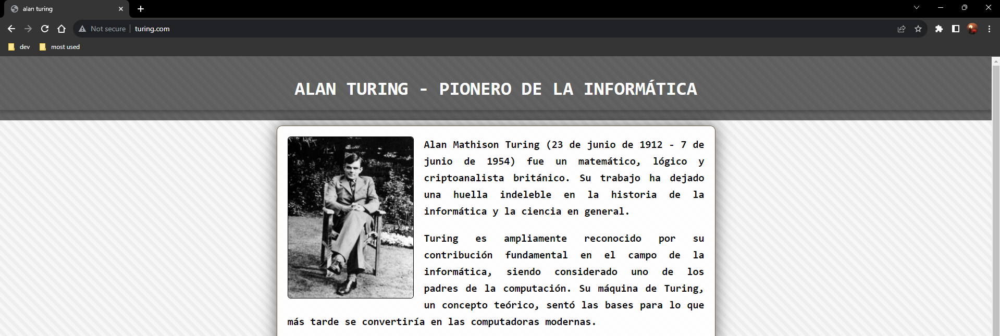 alan turing
Not secure
turing.com
dev
most used
ALAN TURING - PIONERO DE LA INFORMÁTICA
Alan Mathison Turing (23 de junio de 1912 - 7 de
junio de 1954) fue un matemático, lógico y
criptoanalista británico. Su trabajo ha dejado
una huella indeleble en la historia de la
informática y la ciencia en general.
Turing es ampliamente reconocido por su
contribución fundamental en el campo de la
informática, siendo considerado uno de los
padres de la computación. Su máquina de Turing,
un concepto teórico, sentó las bases para lo que
más tarde se convertiría en las computadoras modernas.